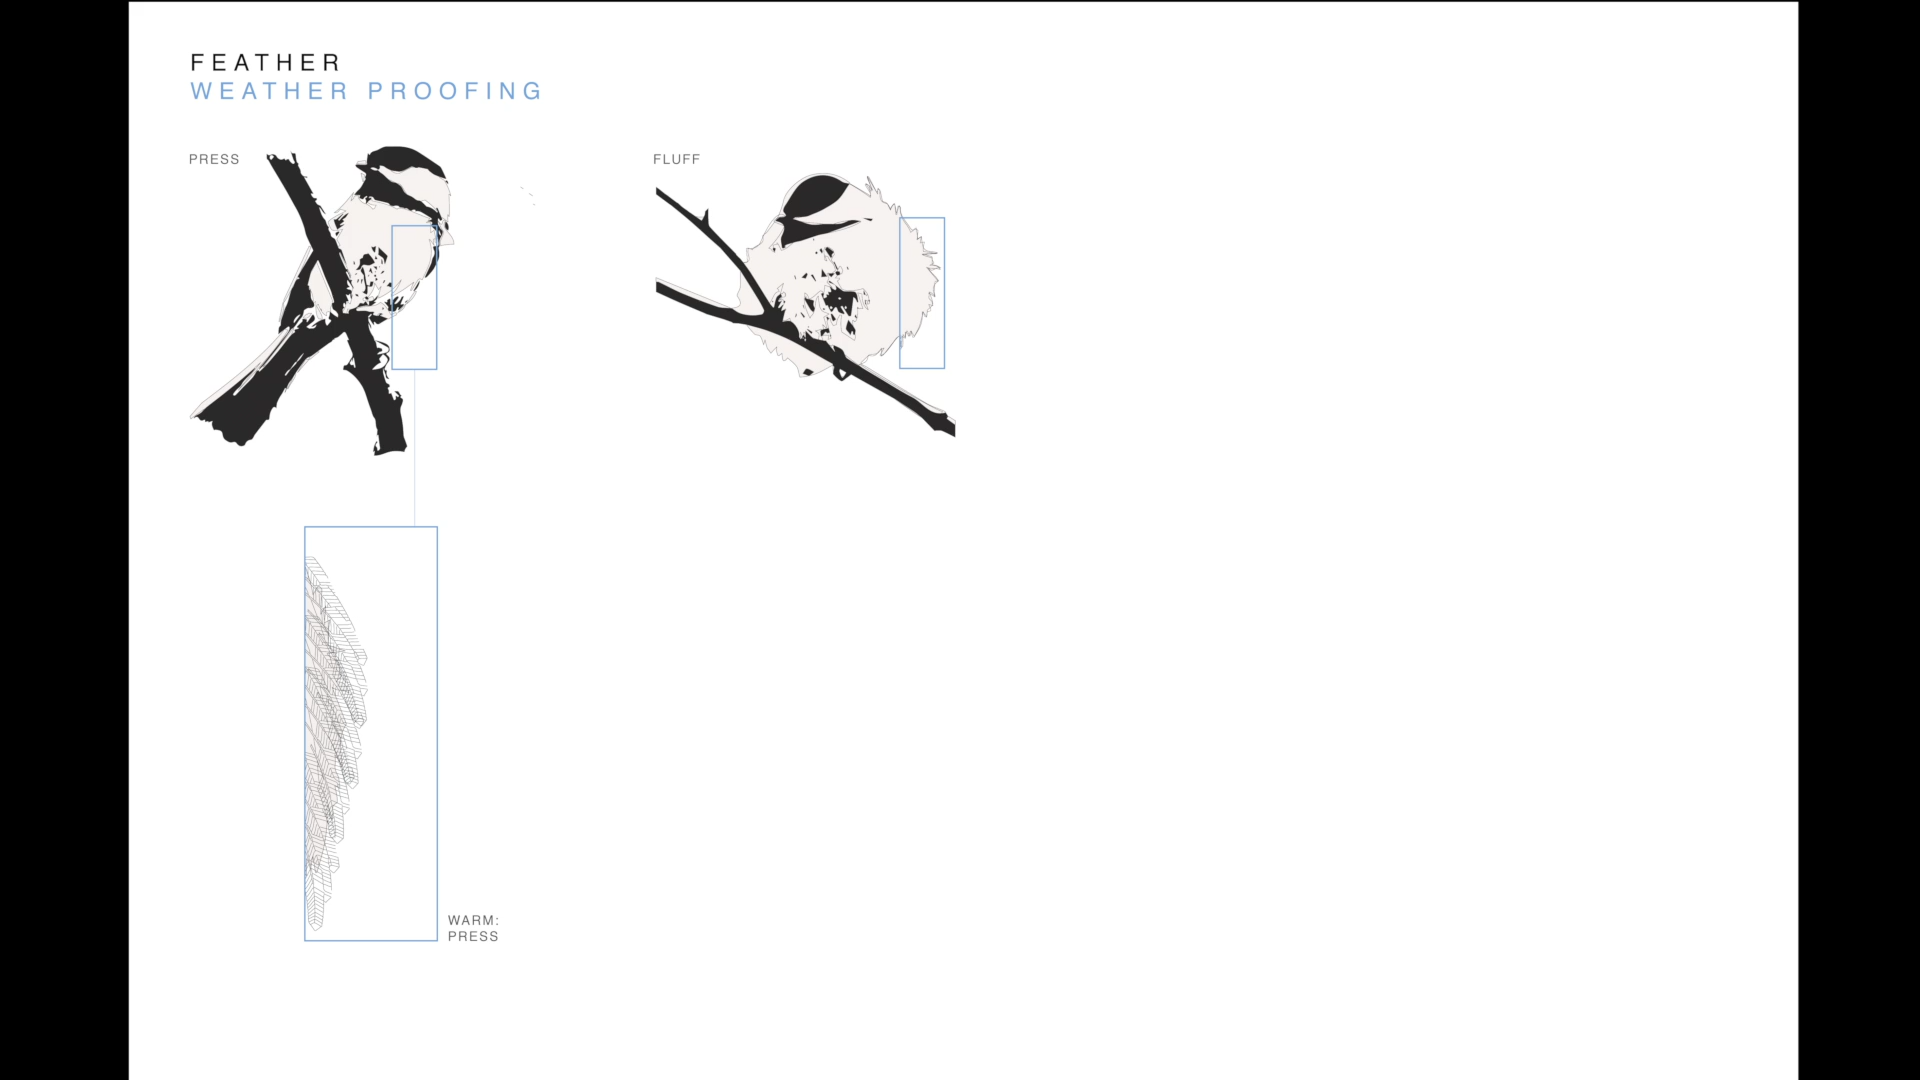 FEATHER
WEATHER PROOFING
PRESS
FLUFF
WARM:
PRESS